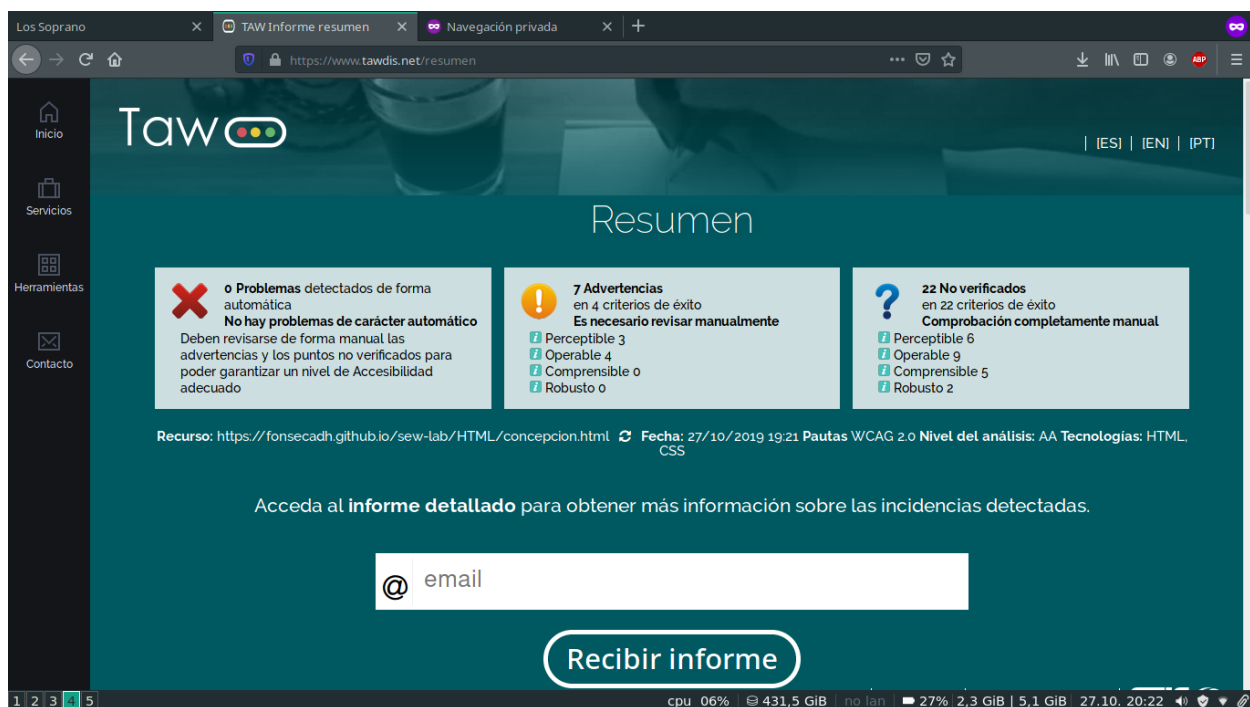 Los Soprano
TAW Informe resumen
Navegación privada
https://www.tawdis.net/resumen
ABP
Inicio
Servicios
Herramientas
Contacto
Taw
| [ES] | [EN] | [PT]
Resumen
0 Problemas detectados de forma
automática
No hay problemas de carácter automático
Deben revisarse de forma manual las
advertencias y los puntos no verificados para
poder garantizar un nivel de Accesibilidad
adecuado
7 Advertencias
en 4 criterios de éxito
Es necesario revisar manualmente
Perceptible 3
Operable 4
Comprensible 0
Robusto 0
22 No verificados
en 22 criterios de éxito
Comprobación completamente manual
Perceptible 6
Operable 9
Comprensible 5
Robusto 2
Recurso: https://fonsecadh.github.io/sew-lab/HTML/concepcion.html Fecha: 27/10/2019 19:21 Pautas WCAG 2.0 Nivel del análisis: AA Tecnologías: HTML,
CSS
Acceda al informe detallado para obtener más información sobre las incidencias detectadas.
@ email
Recibir informe
1 2 3 4 5
cpu 06% | 431,5 GiB | no lan | 27% | 2,3 GiB | 5,1 GiB | 27.10. 20:22